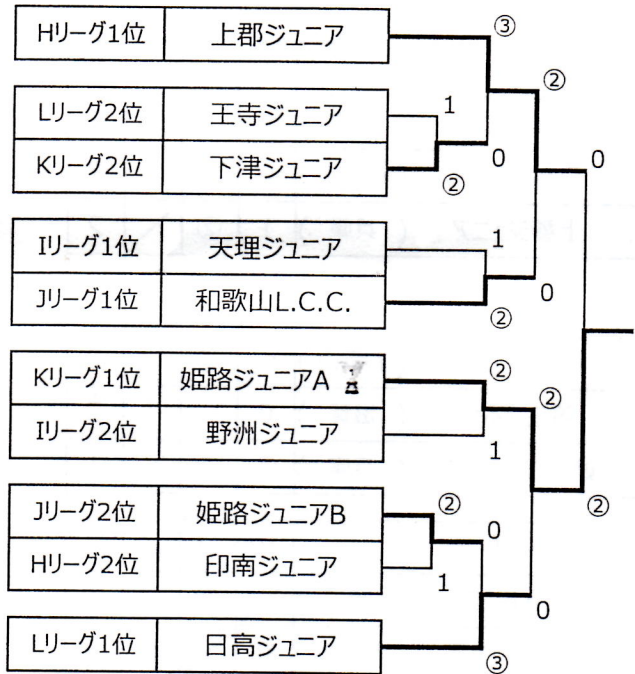 Hリーグ1位 上郡ジュニア ③
②
Lリーグ2位 王寺ジュニア 1
0 0
Kリーグ2位 下津ジュニア ②
Iリーグ1位 天理ジュニア 1
0
Jリーグ1位 和歌山L.C.C. ②
Kリーグ1位 姫路ジュニアA ② ②
Iリーグ2位 野洲ジュニア 1
Jリーグ2位 姫路ジュニアB ② 0 ②
Hリーグ2位 印南ジュニア 1
0
Lリーグ1位 日高ジュニア ③